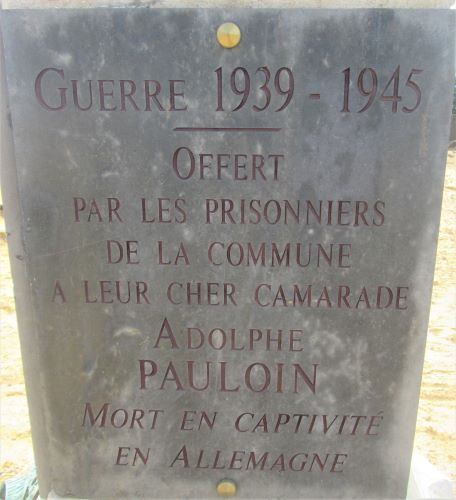 GUERRE 1939 - 1945
OFFERT
PAR LES PRISONNIERS
DE LA COMMUNE
A LEUR CHER CAMARADE
ADOLPHE
PAULOIN
MORT EN CAPTIVITÉ
EN ALLEMAGNE